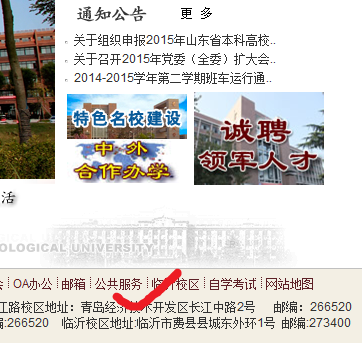 通知公告 更 多
关于组织申报2015年山东省本科高校..
关于召开2015年党委（全委）扩大会..
2014-2015学年第二学期班车运行通..
特色名校建设
中 外
合作办学
诚聘
领军人才
活
OLOGICAL UNIVERSITY
会 | OA办公 | 邮箱 | 公共服务 | 临沂校区 | 自学考试 | 网站地图
江路校区地址：青岛经济技术开发区长江中路2号 邮编：266520
编:266520 临沂校区地址:临沂市费县县城东外环1号 邮编:273400